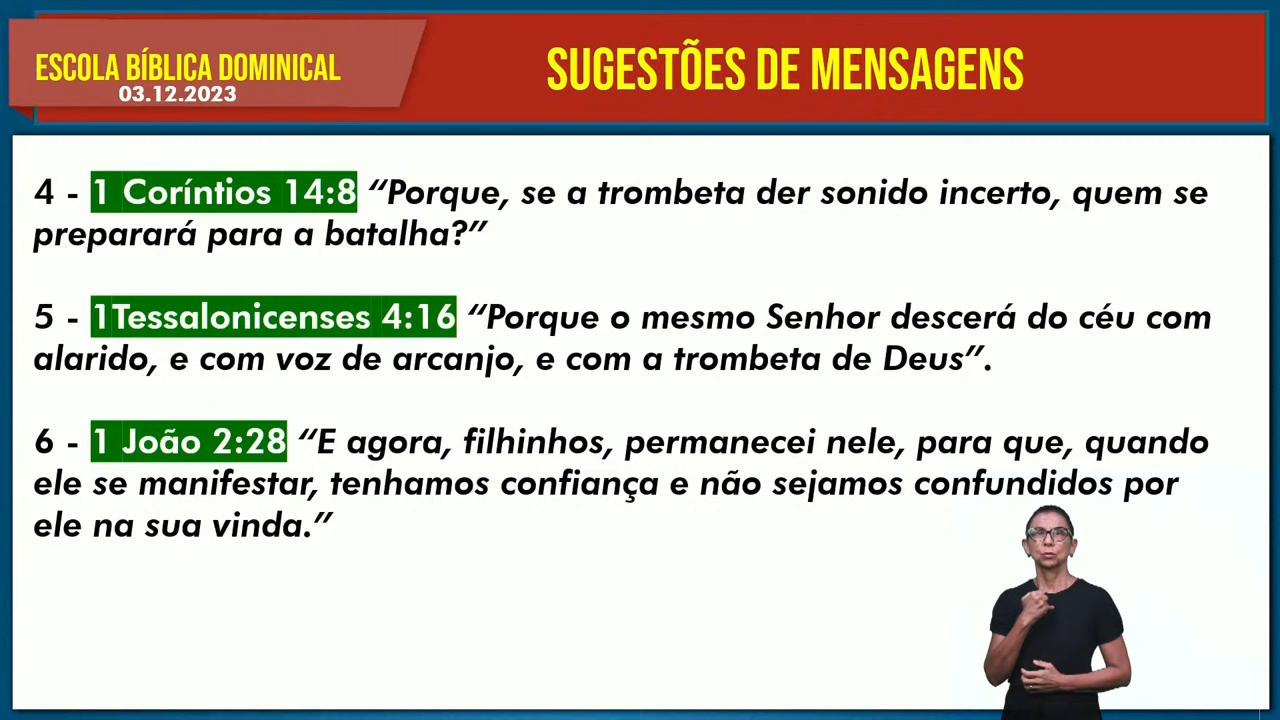 ESCOLA BÍBLICA DOMINICAL
03.12.2023
SUGESTÕES DE MENSAGENS
4 - 1 Coríntios 14:8 “Porque, se a trombeta der sonido incerto, quem se
preparará para a batalha?”
5 - 1Tessalonicenses 4:16 “Porque o mesmo Senhor descerá do céu com
alarido, e com voz de arcanjo, e com a trombeta de Deus”.
6 - 1 João 2:28 “E agora, filhinhos, permanecei nele, para que, quando
ele se manifestar, tenhamos confiança e não sejamos confundidos por
ele na sua vinda.”